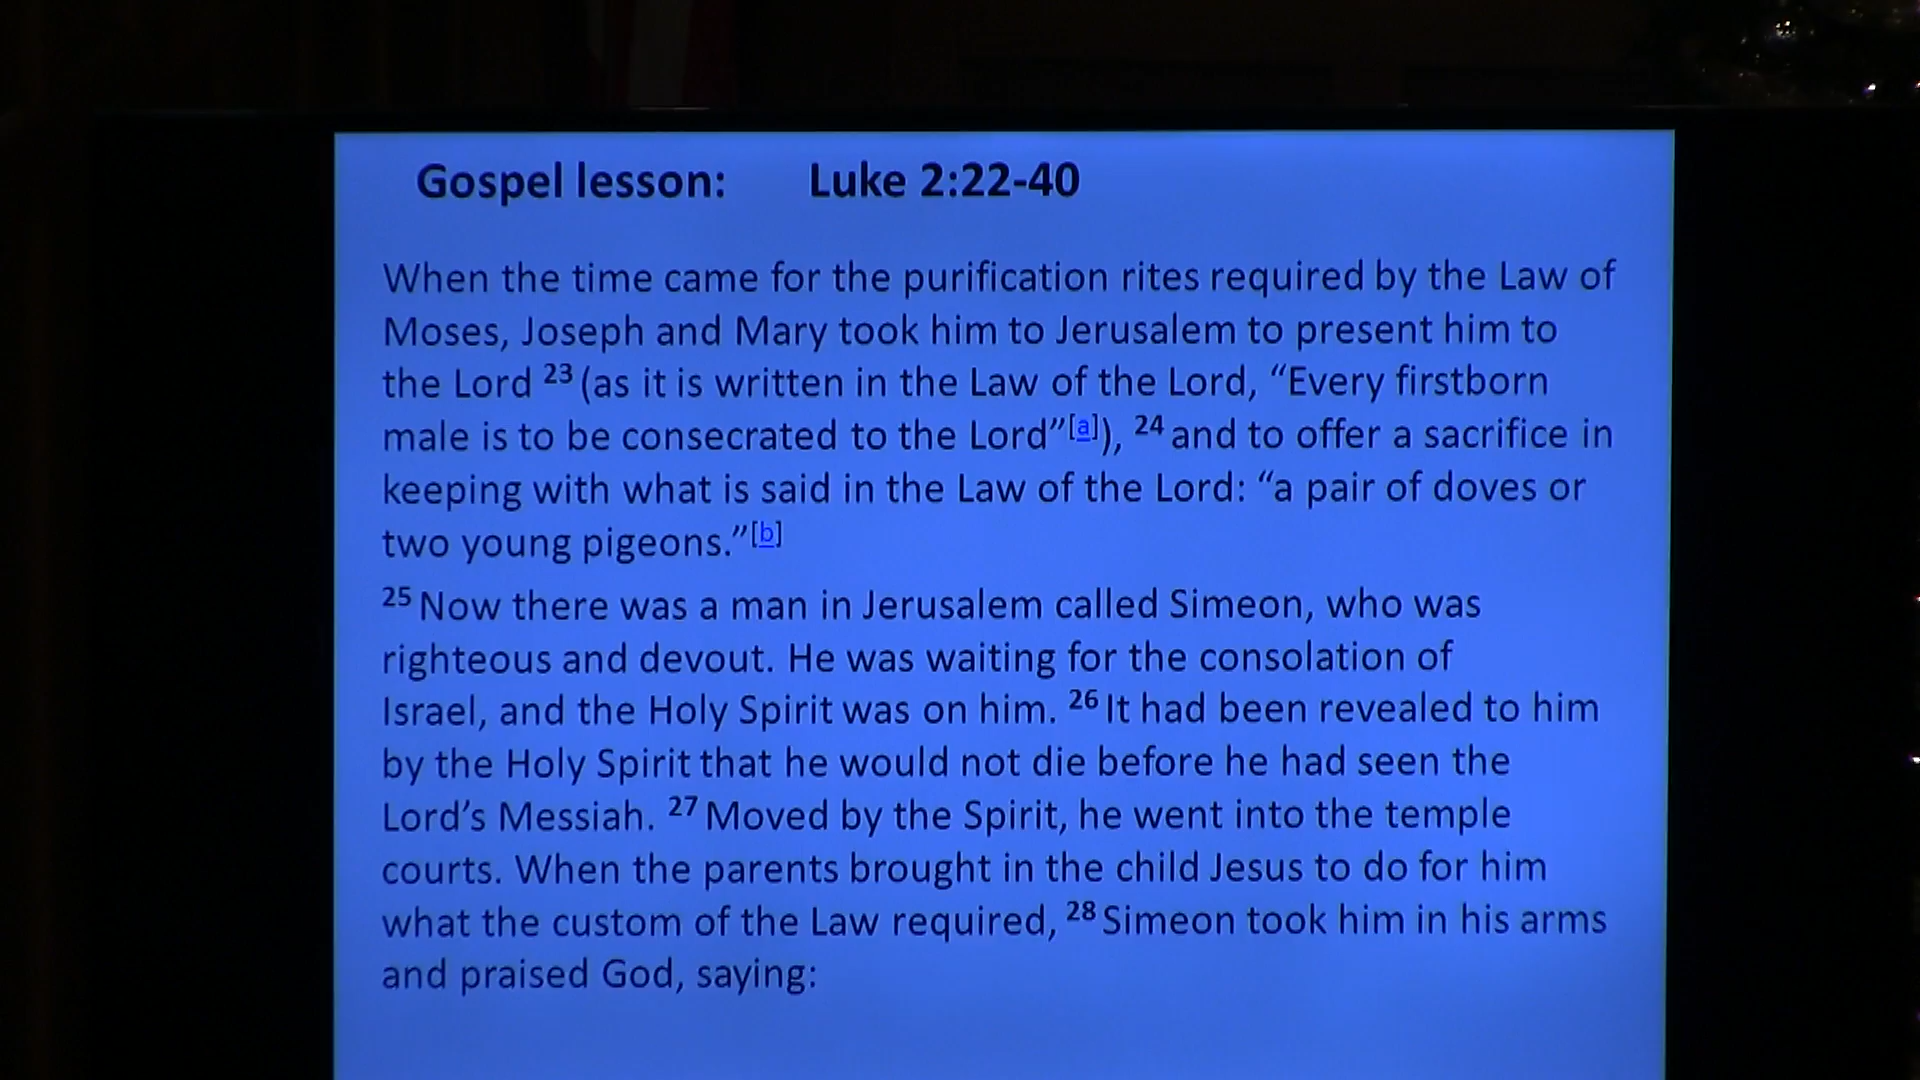 Gospel lesson: Luke 2:22-40
When the time came for the purification rites required by the Law of
Moses, Joseph and Mary took him to Jerusalem to present him to
the Lord 23 (as it is written in the Law of the Lord, “Every firstborn
male is to be consecrated to the Lord”[a]), 24 and to offer a sacrifice in
keeping with what is said in the Law of the Lord: “a pair of doves or
two young pigeons.”[b]
25 Now there was a man in Jerusalem called Simeon, who was
righteous and devout. He was waiting for the consolation of
Israel, and the Holy Spirit was on him. 26 It had been revealed to him
by the Holy Spirit that he would not die before he had seen the
Lord’s Messiah. 27 Moved by the Spirit, he went into the temple
courts. When the parents brought in the child Jesus to do for him
what the custom of the Law required, 28 Simeon took him in his arms
and praised God, saying: